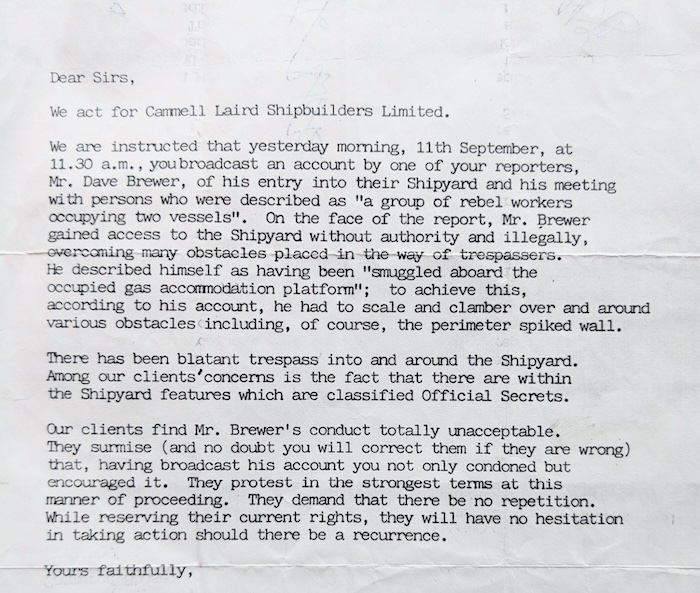 Dear Sirs,
We act for Cammell Laird Shipbuilders Limited.
We are instructed that yesterday morning, 11th September, at
11.30 a.m., youbroadcast an account by one of your reporters,
Mr. Dave Brewer, of his entry into their Shipyard and his meeting
with persons who were described as "a group of rebel workers
occupying two vessels". On the face of the report, Mr. Brewer
gained access to the Shipyard without authority and illegally,
overcoming many obstacles placed in the way of trespassers.
He described himself as having been "smuggled aboard the
occupied gas accommodation platform"; to achieve this,
according to his account, he had to scale and clamber over and around
various obstacles including, of course, the perimeter spiked wall.
There has been blatant trespass into and around the Shipyard.
Among our clients'concerns is the fact that there are within
the Shipyard features which are classified Official Secrets.
Our clients find Mr. Brewer's conduct totally unacceptable.
They surmise (and no doubt you will correct them if they are wrong)
that, having broadcast his account you not only condoned but
encouraged it. They protest in the strongest terms at this
manner of proceeding. They demand that there be no repetition.
While reserving their current rights, they will have no hesitation
in taking action should there be a recurrence.
Yours faithfully,